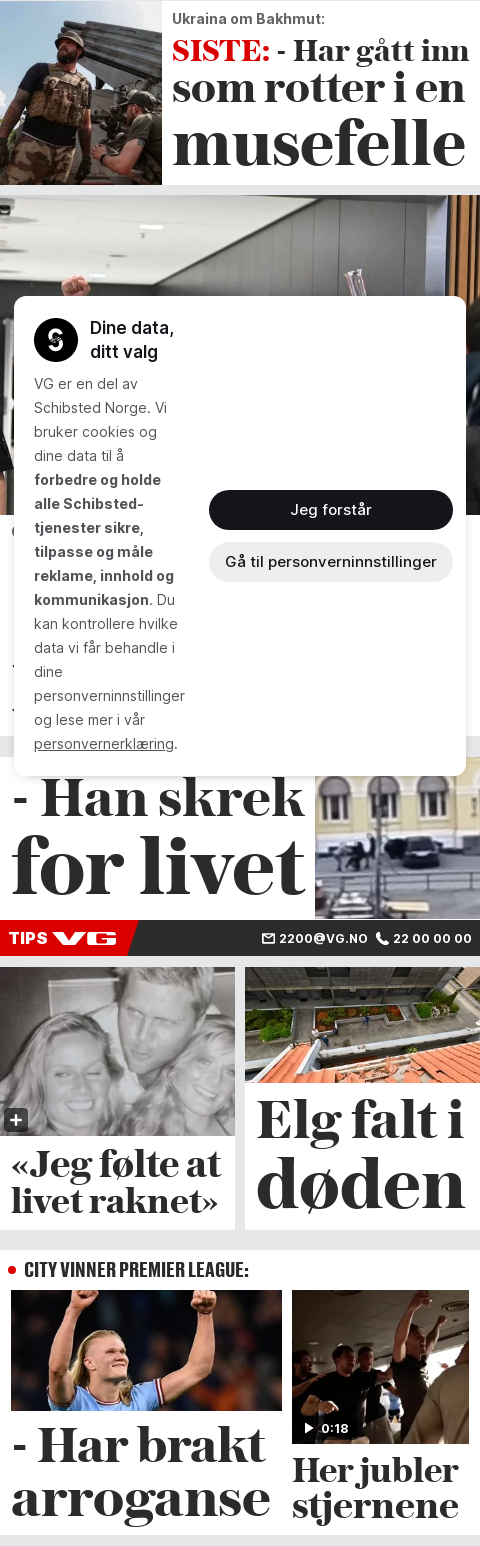 Ukraina om Bakhmut:
SISTE: - Har gått inn
som rotter i en
musefelle
Dine data,
ditt valg
VG er en del av
Schibsted Norge. Vi
bruker cookies og
dine data til å
forbedre og holde
alle Schibsted-
tjenester sikre,
tilpasse og måle
reklame, innhold og
kommunikasjon. Du
kan kontrollere hvilke
data vi får behandle i
dine
personverninnstillinger
og lese mer i vår
personvernerklæring.
Jeg forstår
Gå til personverninnstillinger
- Han skrek
for livet
TIPS VG
2200@VG.NO 22 00 00 00
«Jeg følte at
livet raknet»
Elg falt i
døden
CITY VINNER PREMIER LEAGUE:
- Har brakt
arroganse
0:18
Her jubler
stjernene